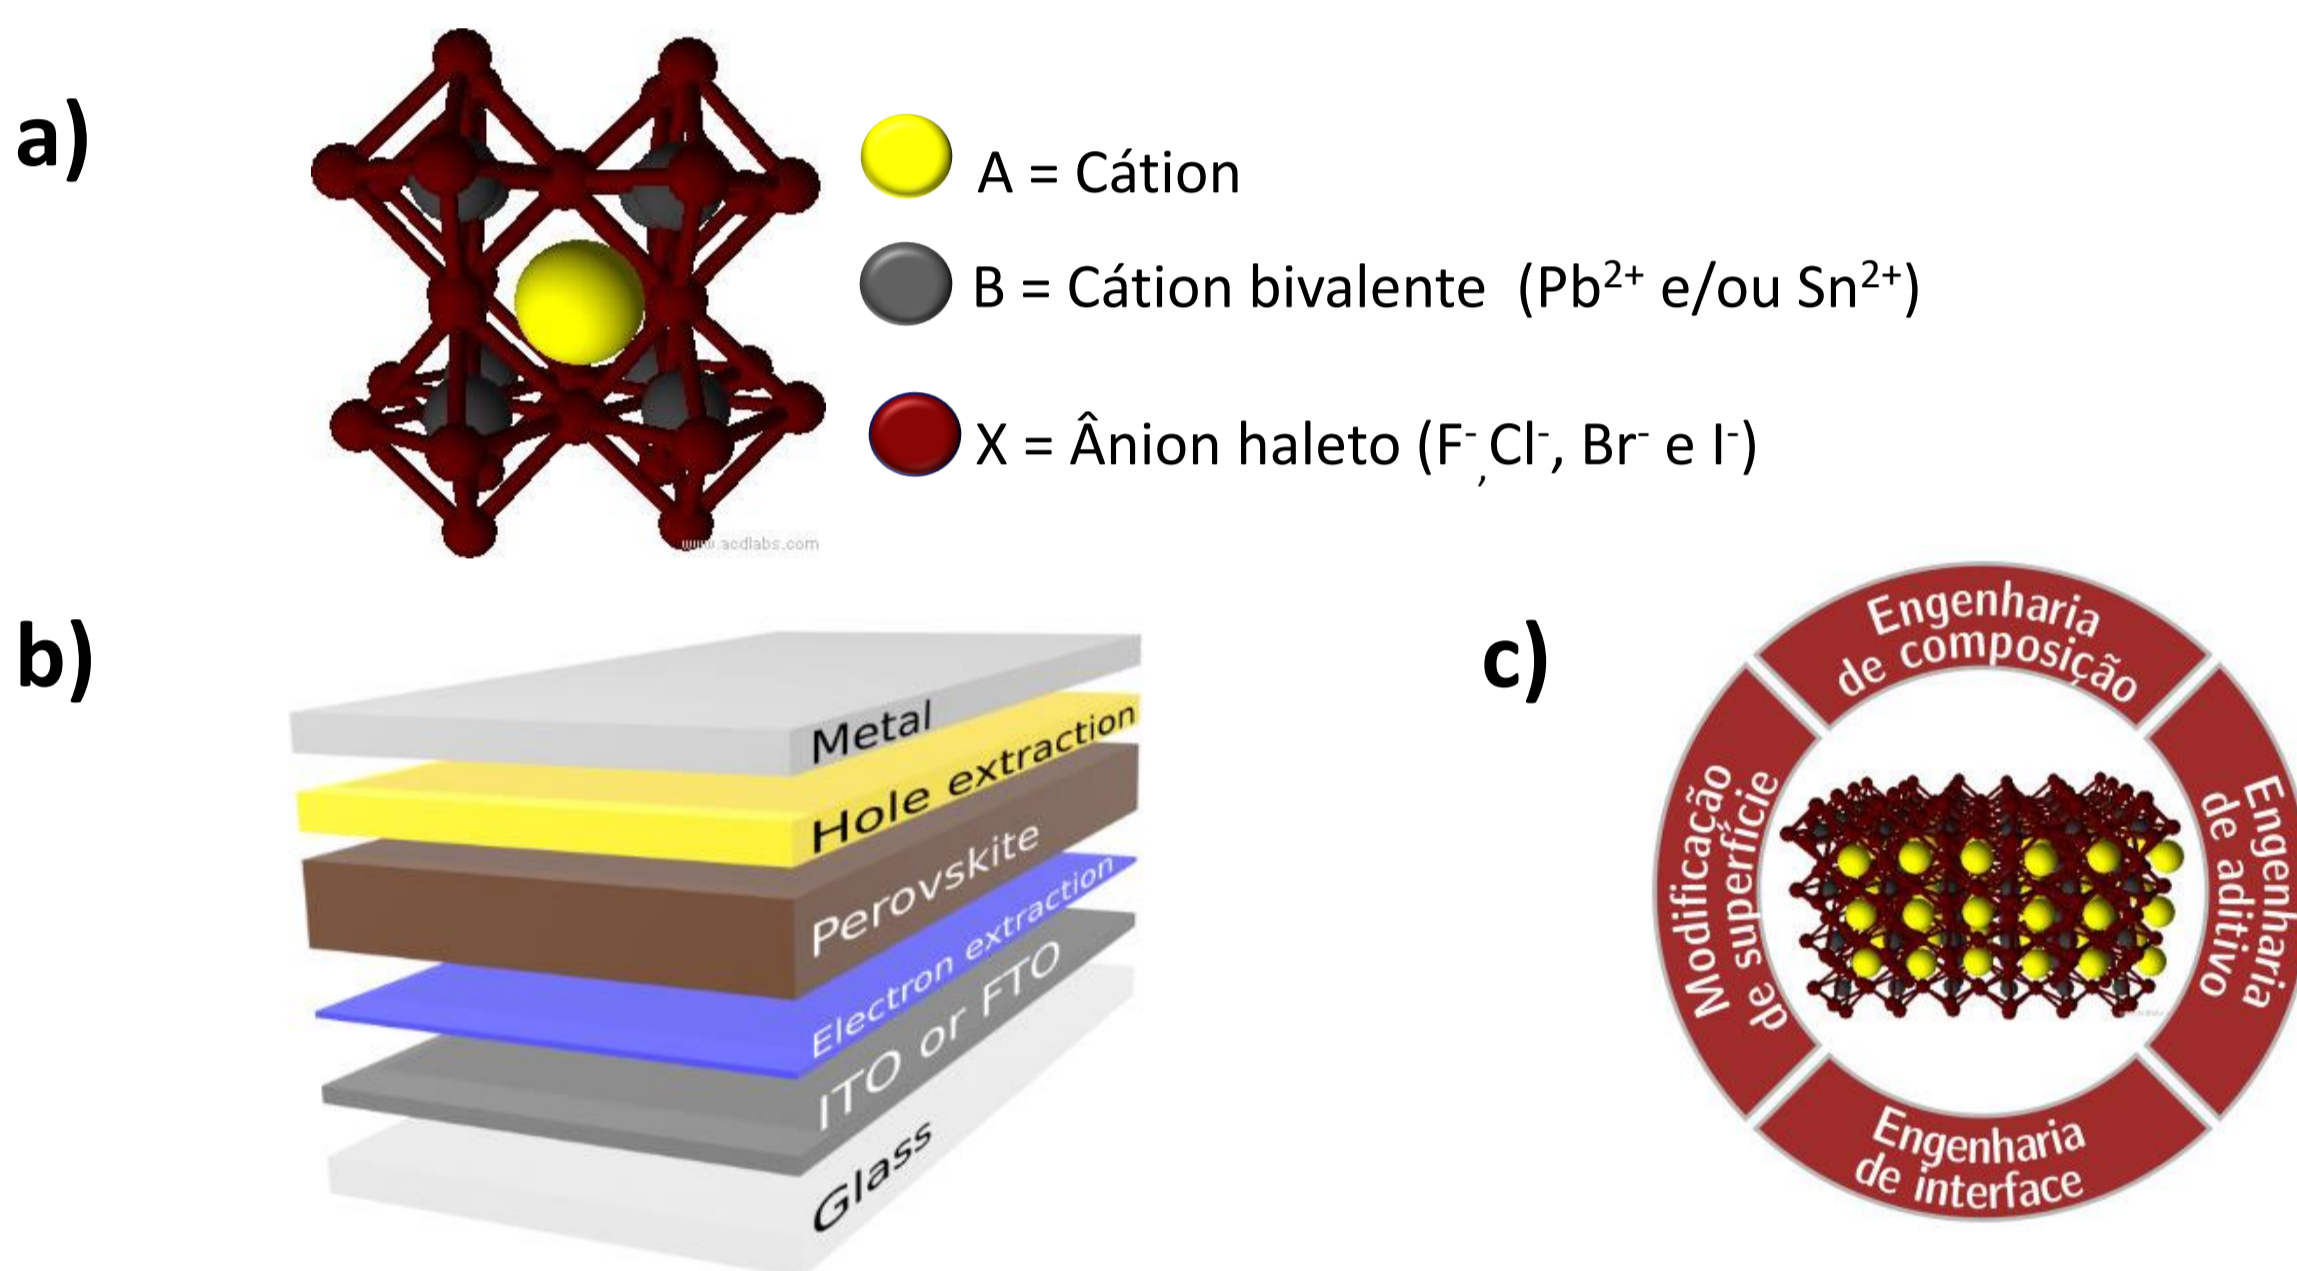 a)
A = Cátion
B = Cátion bivalente (Pb²⁺ e/ou Sn²⁺)
X = Ânion haleto (F⁻,Cl⁻, Br⁻ e I⁻)
www.acdlabs.com
b)
Metal
Hole extraction
Perovskite
Electron extraction
ITO or FTO
Glass
c)
Engenharia
de composição
Engenharia
de aditivo
Engenharia
de interface
Modificação
de superfície